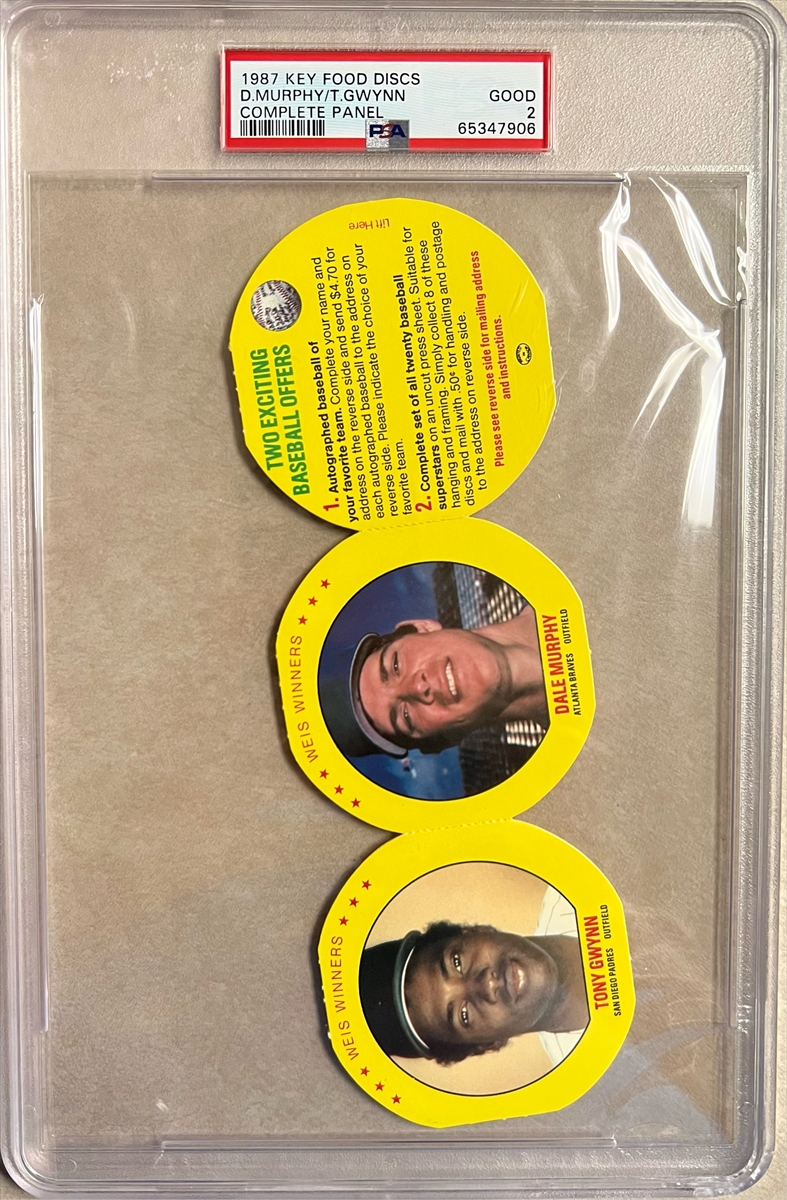 1987 KEY FOOD DISCS
D.MURPHY/T.GWYNN GOOD
COMPLETE PANEL 2
PSA 65347906
TWO EXCITING
BASEBALL OFFERS
1. Autographed baseball of
your favorite team. Complete your name and
address on the reverse side and send $4.70 for
each autographed baseball to the address on
reverse side. Please indicate the choice of your
favorite team.
2. Complete set of all twenty baseball
superstars on an uncut press sheet. Suitable for
hanging and framing. Simply collect 8 of these
discs and mail with .50¢ for handling and postage
to the address on reverse side.
Please see reverse side for mailing address
and instructions.
Lift Here
★ ★ ★ WEIS WINNERS ★ ★ ★
DALE MURPHY
ATLANTA BRAVES OUTFIELD
★ ★ ★ WEIS WINNERS ★ ★ ★
TONY GWYNN
SAN DIEGO PADRES OUTFIELD